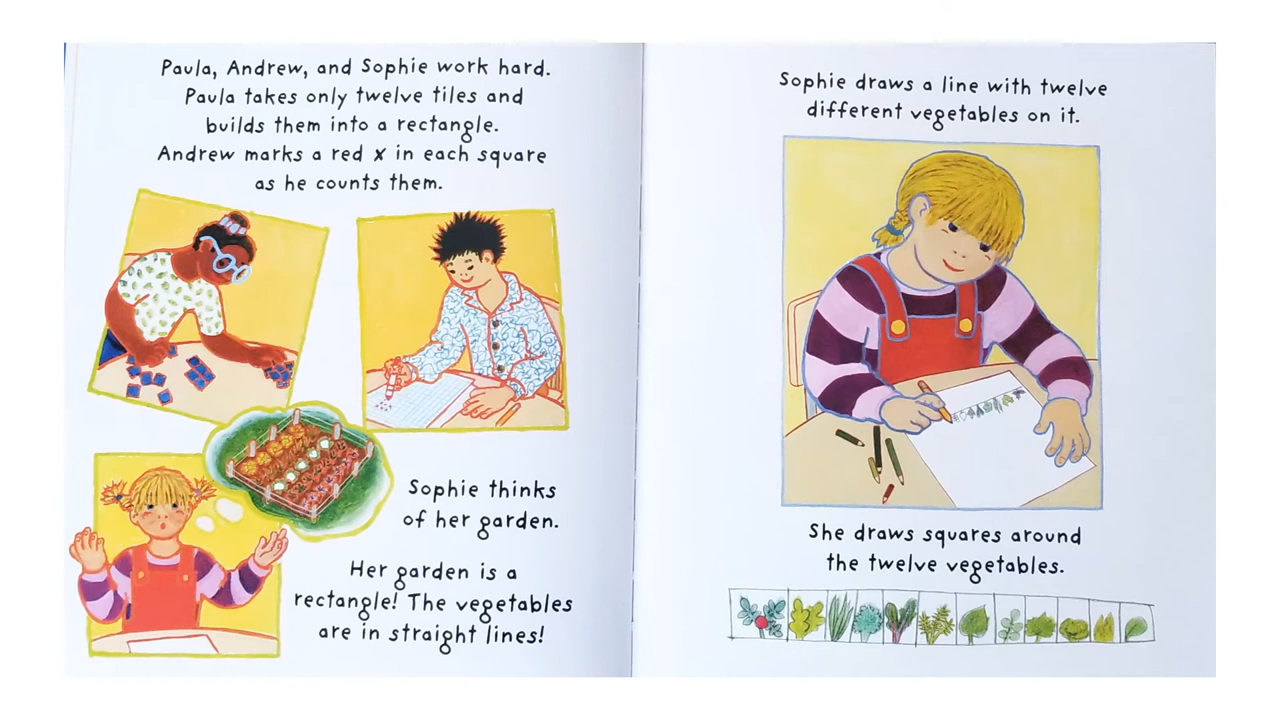 Paula, Andrew, and Sophie work hard.
Paula takes only twelve tiles and
builds them into a rectangle.
Andrew marks a red x in each square
as he counts them.
Sophie thinks
of her garden.
Her garden is a
rectangle! The vegetables
are in straight lines!
Sophie draws a line with twelve
different vegetables on it.
She draws squares around
the twelve vegetables.